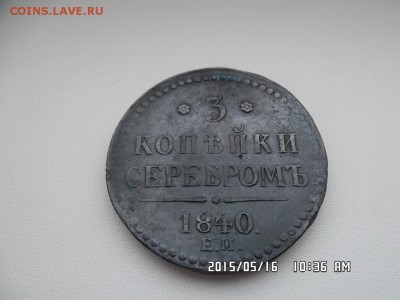 COINS.LAVE.RU
* 3 *
КОПѢЙКИ
СЕРЕБРОМЪ
1840.
Е.М.
2015/05/16 10:36 AM